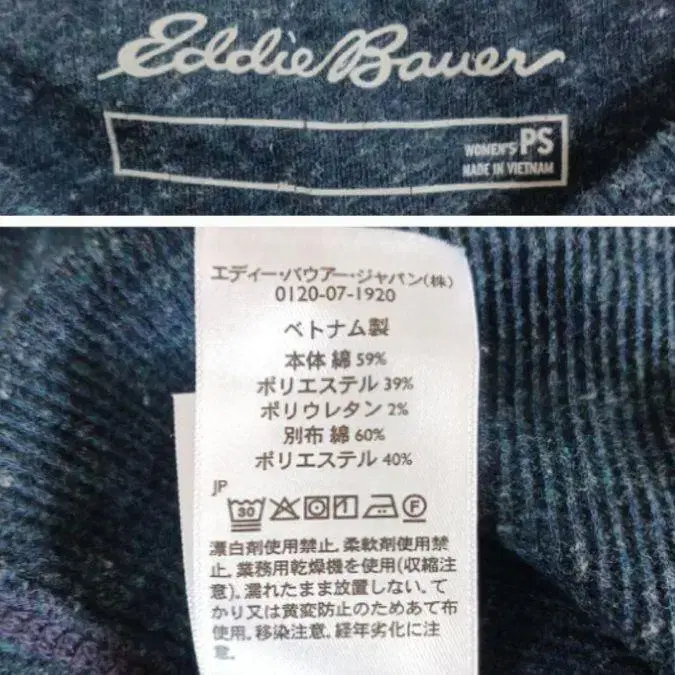 Eddie Bauer
WOMEN'S PS
MADE IN VIETNAM
エディー・バウアー・ジャパン(株)
0120-07-1920
ベトナム製
本体 綿 59%
ポリエステル 39%
ポリウレタン 2%
別布 綿 60%
ポリエステル 40%
JP
30 1 F
漂白剤使用禁止. 柔軟剤使用禁
止. 業務用乾燥機を使用(収縮注
意). 濡れたまま放置しない. て
かり又は黄変防止のためあて布
使用. 移染注意. 経年劣化に注
意.